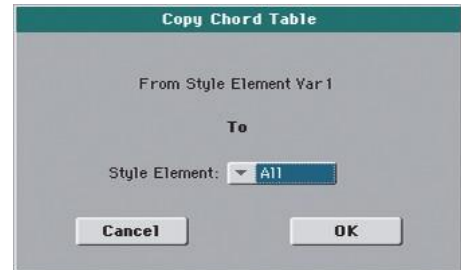 Copy Chord Table
From Style Element Var1
To
Style Element: All
Cancel OK